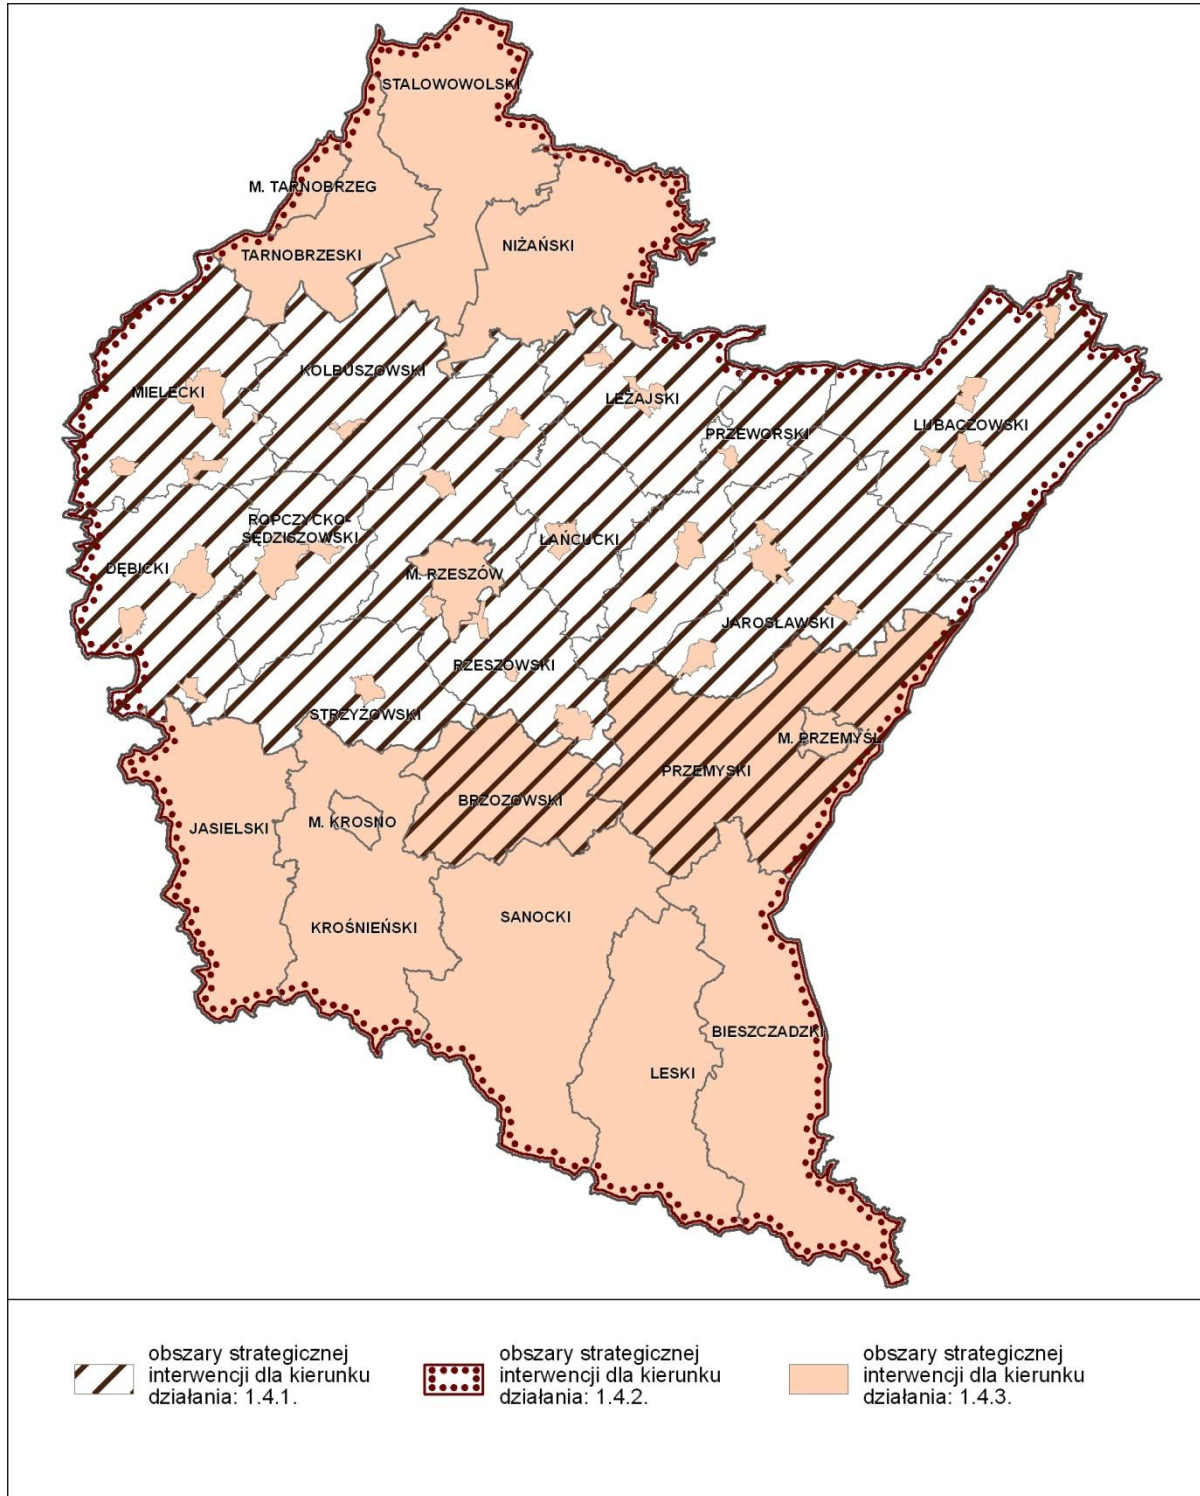 STALOWOWOLSKI
M. TARNOBRZEG
NIŻAŃSKI
TARNOBRZESKI
KOLBUSZOWSKI
MIELECKI
LEŻAJSKI
LUBACZOWSKI
PRZEWORSKI
ROPCZYCKO-
SĘDZISZOWSKI
ŁAŃCUCKI
DĘBICKI
M. RZESZÓW
JAROSŁAWSKI
RZESZOWSKI
STRZYŻOWSKI
M. PRZEMYŚL
PRZEMYSKI
BRZOZOWSKI
M. KROSNO
JASIELSKI
SANOCKI
KROŚNIEŃSKI
BIESZCZADZKI
LESKI
obszary strategicznej
interwencji dla kierunku
działania: 1.4.1.
obszary strategicznej
interwencji dla kierunku
działania: 1.4.2.
obszary strategicznej
interwencji dla kierunku
działania: 1.4.3.